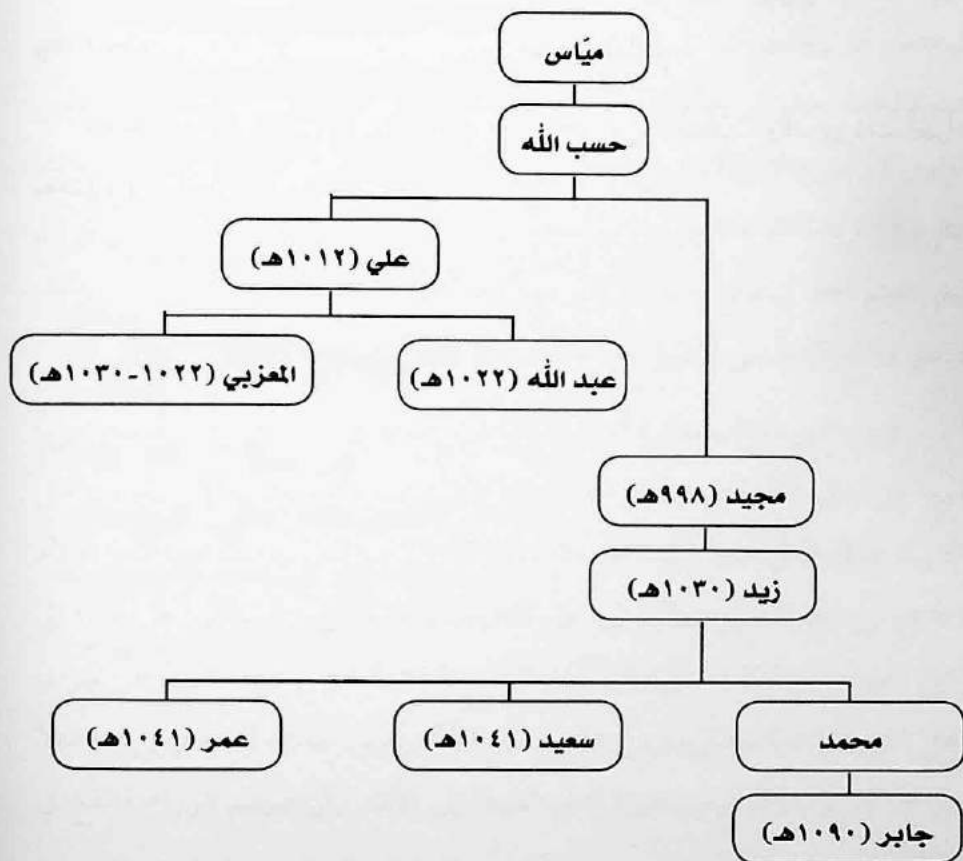 ميّاس
حسب الله
علي (١٠١٢هـ)
عبد الله (١٠٢٢هـ)
المعزبي (١٠٢٢-١٠٣٠هـ)
مجيد (٩٩٨هـ)
زيد (١٠٣٠هـ)
محمد
سعيد (١٠٤١هـ)
عمر (١٠٤١هـ)
جابر (١٠٩٠هـ)